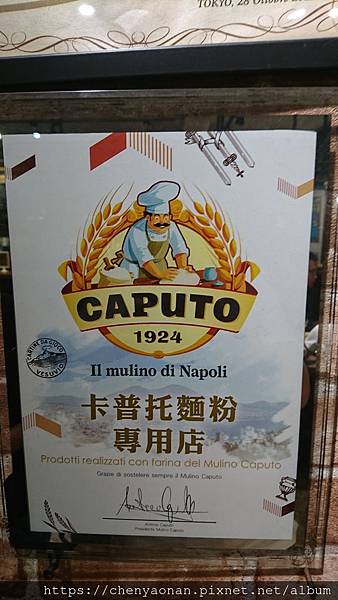 TOKYO, 28 Ottobre
CAPUTO
1924
Il mulino di Napoli
VESUVIO
卡普托麵粉
專用店
Prodotti realizzati con farina del Mulino Caputo
Grazie di sostenere sempre il Mulino Caputo
Antimo Caputo
Presidente Mulino Caputo
https://chenyaonan.pixnet.net/album